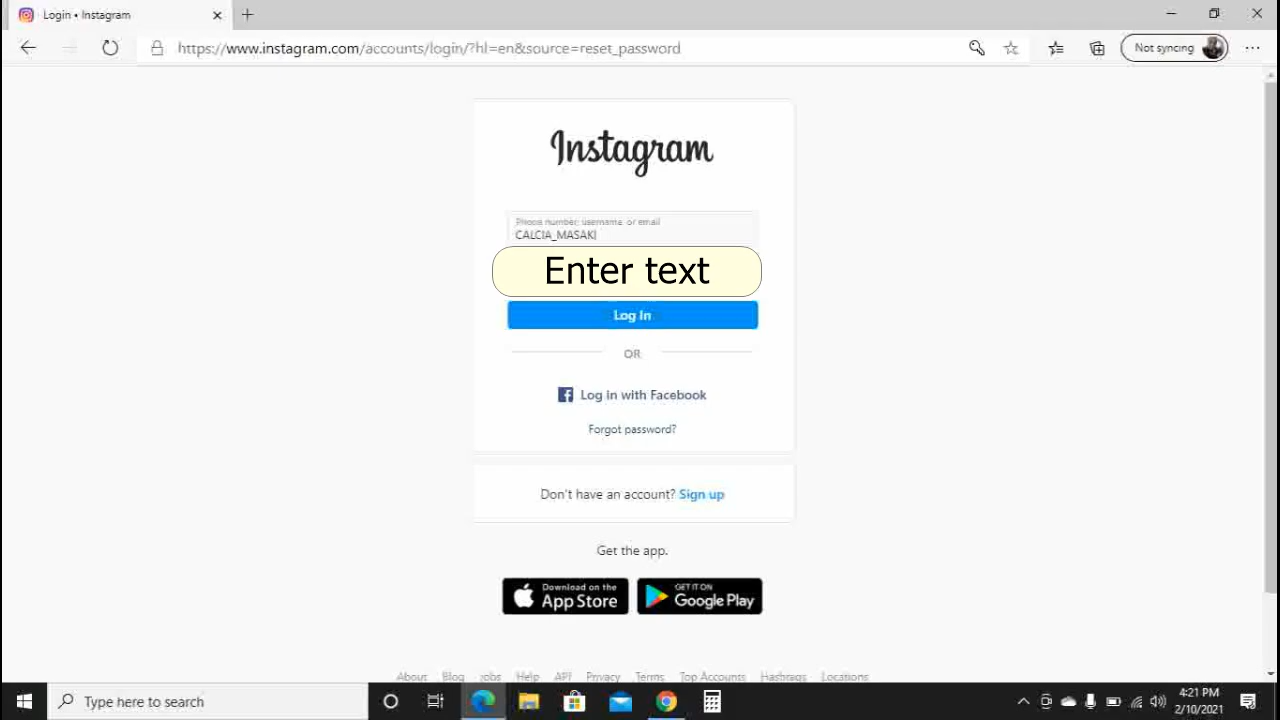 Login • Instagram
https://www.instagram.com/accounts/login/?hl=en&source=reset_password
Not syncing
Instagram
Phone number, username, or email
CALCIA_MASAKI
Enter text
Log In
OR
Log in with Facebook
Forgot password?
Don't have an account? Sign up
Get the app.
Download on the
App Store
GET IT ON
Google Play
About Blog Jobs Help API Privacy Terms Top Accounts Hashtags Locations
Type here to search
4:21 PM
2/10/2021